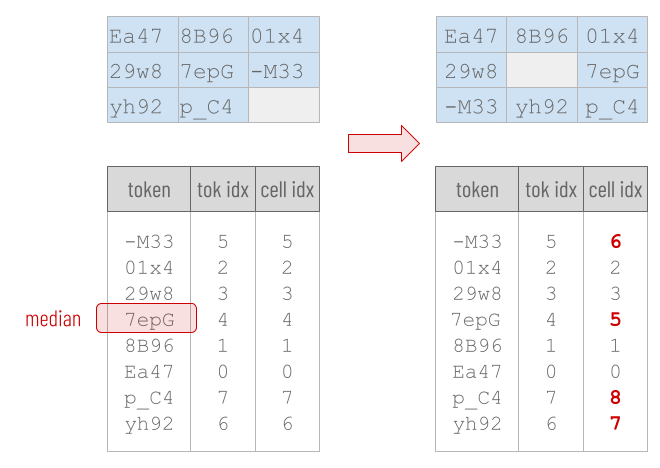 Ea47 8B96 01x4
29w8 7epG -M33
yh92 p_C4
Ea47 8B96 01x4
29w8 7epG
-M33 yh92 p_C4
token tok idx cell idx
-M33 5 5
01x4 2 2
29w8 3 3
median 7epG 4 4
8B96 1 1
Ea47 0 0
p_C4 7 7
yh92 6 6
token tok idx cell idx
-M33 5 6
01x4 2 2
29w8 3 3
7epG 4 5
8B96 1 1
Ea47 0 0
p_C4 7 8
yh92 6 7